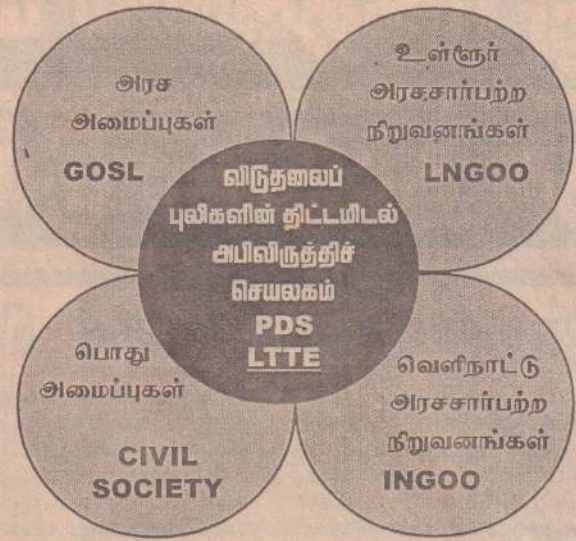 அரச
அமைப்புகள்
GOSL
உள்ளூர்
அரசசார்பற்ற
நிறுவனங்கள்
LNGOO
விடுதலைப்
புலிகளின் திட்டமிடல்
அபிவிருத்திச்
செயலகம்
PDS
LTTE
பொது
அமைப்புகள்
CIVIL
SOCIETY
வெளிநாட்டு
அரசசார்பற்ற
நிறுவனங்கள்
INGOO